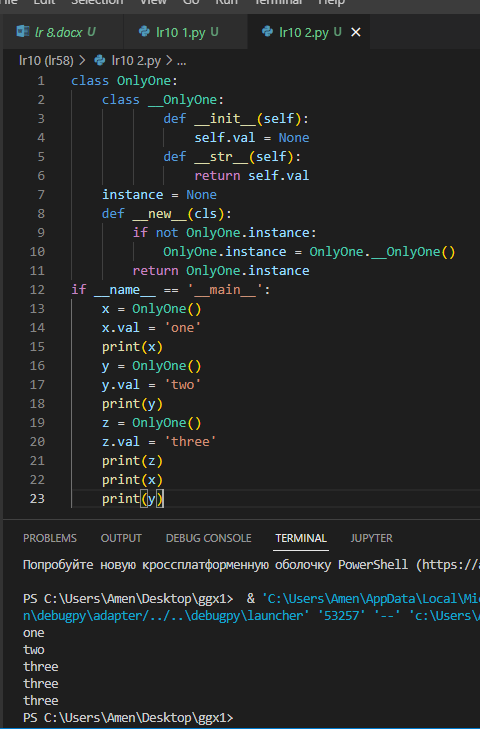 File Edit Selection View Go Run Terminal Help
lr 8.docx U lr10 1.py U lr10 2.py U ×
lr10 (lr58) > lr10 2.py > ...
1 class OnlyOne:
2 class __OnlyOne:
3 def __init__(self):
4 self.val = None
5 def __str__(self):
6 return self.val
7 instance = None
8 def __new__(cls):
9 if not OnlyOne.instance:
10 OnlyOne.instance = OnlyOne.__OnlyOne()
11 return OnlyOne.instance
12 if __name__ == '__main__':
13 x = OnlyOne()
14 x.val = 'one'
15 print(x)
16 y = OnlyOne()
17 y.val = 'two'
18 print(y)
19 z = OnlyOne()
20 z.val = 'three'
21 print(z)
22 print(x)
23 print(y)
PROBLEMS OUTPUT DEBUG CONSOLE TERMINAL JUPYTER
Попробуйте новую кроссплатформенную оболочку PowerShell (https://a
PS C:\Users\Amen\Desktop\ggx1> & 'C:\Users\Amen\AppData\Local\Mic
n\debugpy\adapter/../..\debugpy\launcher' '53257' '--' 'c:\Users\A
one
two
three
three
three
PS C:\Users\Amen\Desktop\ggx1>